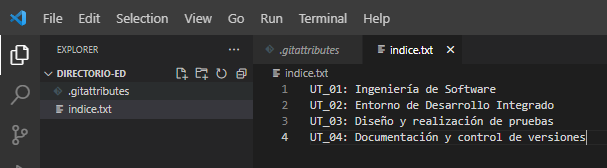 File Edit Selection View Go Run Terminal Help
EXPLORER ...
.gitattributes
indice.txt
DIRECTORIO-ED
indice.txt
.gitattributes
indice.txt
1 UT_01: Ingeniería de Software
2 UT_02: Entorno de Desarrollo Integrado
3 UT_03: Diseño y realización de pruebas
4 UT_04: Documentación y control de versiones